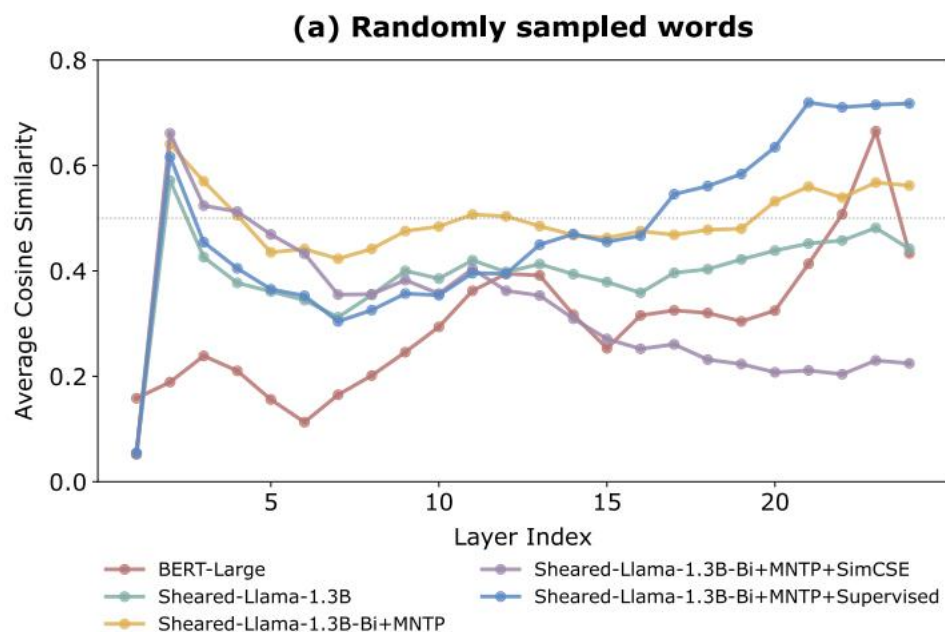 (a) Randomly sampled words
Average Cosine Similarity
0.8
0.6
0.4
0.2
0.0
5 10 15 20
Layer Index
BERT-Large
Sheared-Llama-1.3B
Sheared-Llama-1.3B-Bi+MNTP
Sheared-Llama-1.3B-Bi+MNTP+SimCSE
Sheared-Llama-1.3B-Bi+MNTP+Supervised